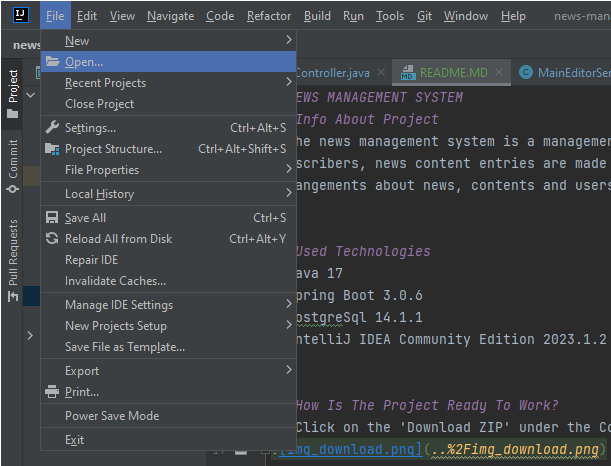 IJ File Edit View Navigate Code Refactor Build Run Tools Git Window Help news-man
news
Project
Commit
Pull Requests
New
Open...
Recent Projects
Close Project
Settings... Ctrl+Alt+S
Project Structure... Ctrl+Alt+Shift+S
File Properties
Local History
Save All Ctrl+S
Reload All from Disk Ctrl+Alt+Y
Repair IDE
Invalidate Caches...
Manage IDE Settings
New Projects Setup
Save File as Template...
Export
Print...
Power Save Mode
Exit
Controller.java MD README.MD MainEditorSer
EWS MANAGEMENT SYSTEM
Info About Project
he news management system is a managemen
scribers, news content entries are made
angements about news, contents and users
Used Technologies
ava 17
pring Boot 3.0.6
ostgreSql 14.1.1
ntelliJ IDEA Community Edition 2023.1.2
How Is The Project Ready To Work?
Click on the 'Download ZIP' under the Co
![img_download.png](..%2Fimg_download.png)